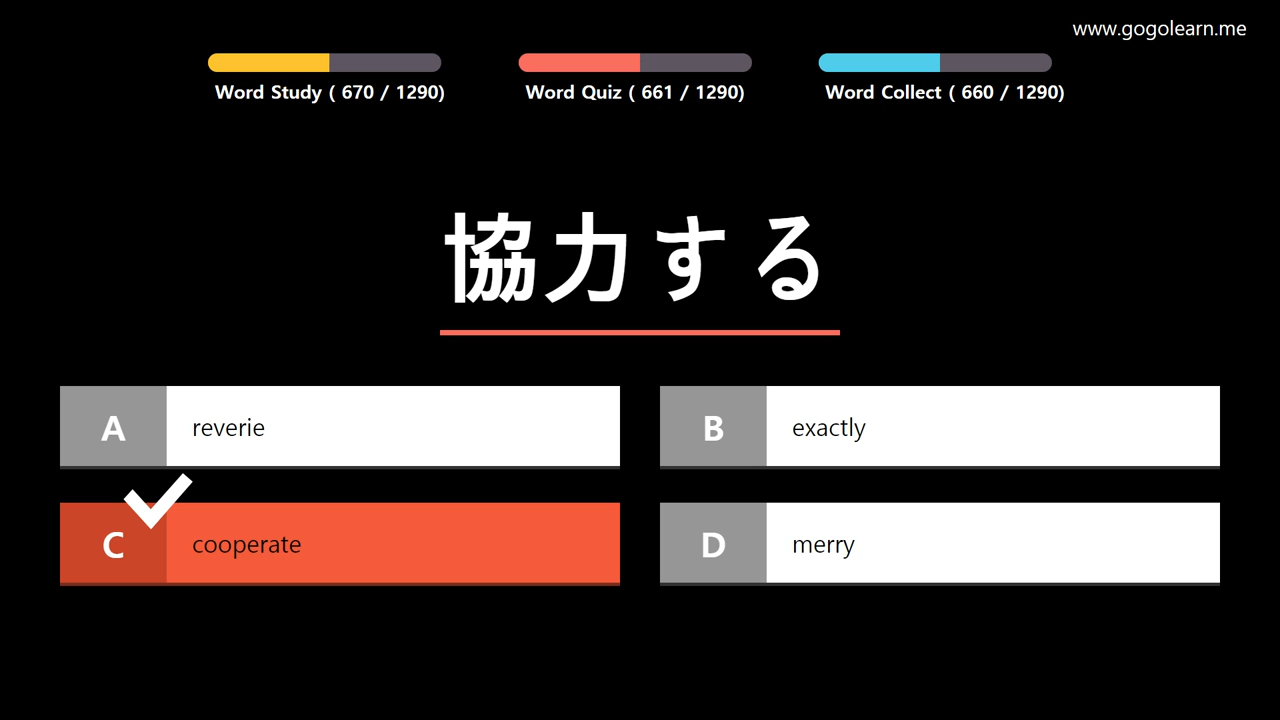 www.gogolearn.me
Word Study ( 670 / 1290)
Word Quiz ( 661 / 1290)
Word Collect ( 660 / 1290)
協力する
A reverie
B exactly
C cooperate
D merry